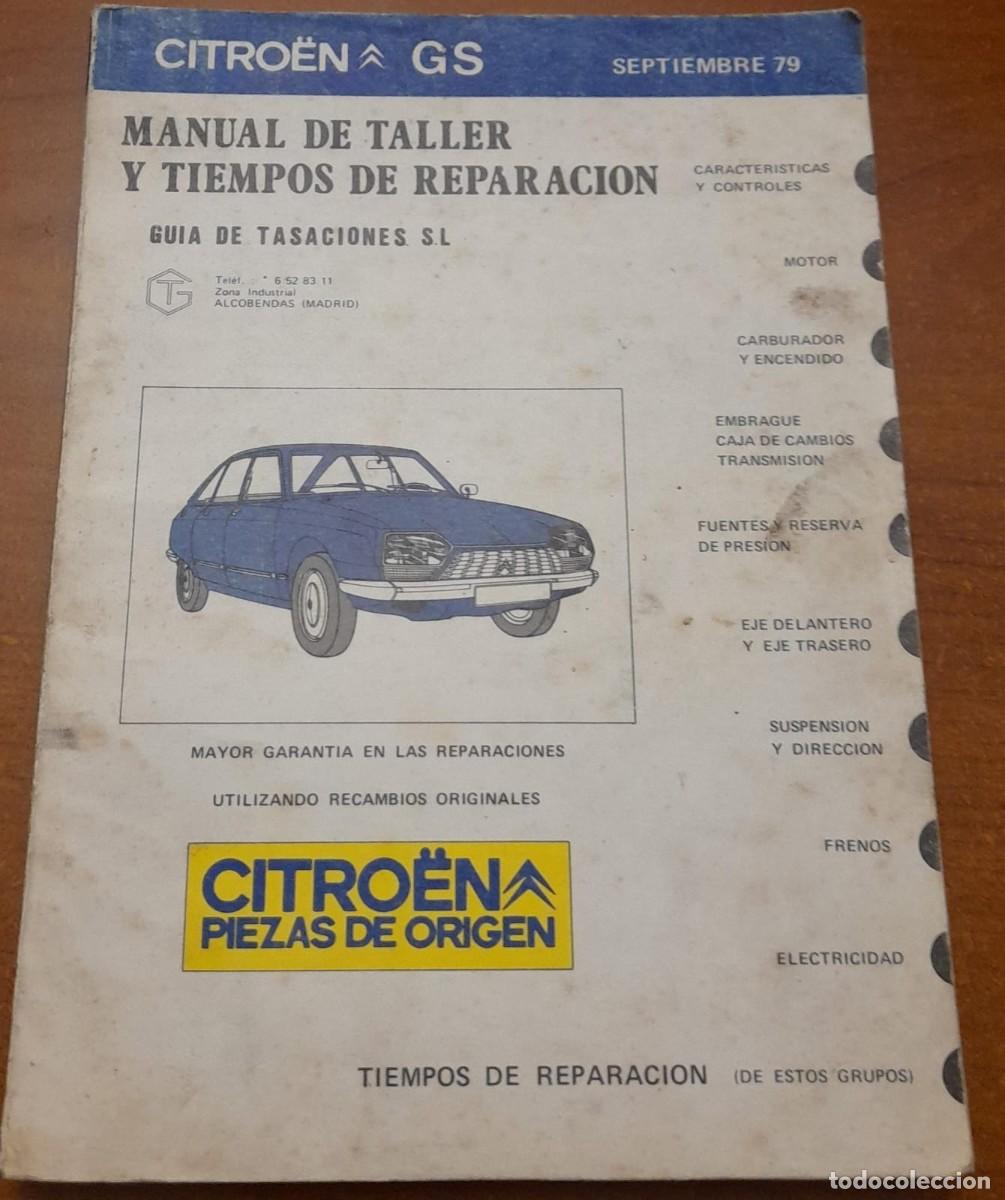 CITROËN GS
SEPTIEMBRE 79
MANUAL DE TALLER
Y TIEMPOS DE REPARACION
GUIA DE TASACIONES S.L
Teléf. : * 6 52 83 11
Zona Industrial
ALCOBENDAS (MADRID)
CARACTERISTICAS
Y CONTROLES
MOTOR
CARBURADOR
Y ENCENDIDO
EMBRAGUE
CAJA DE CAMBIOS
TRANSMISION
FUENTES Y RESERVA
DE PRESION
EJE DELANTERO
Y EJE TRASERO
SUSPENSION
Y DIRECCION
FRENOS
ELECTRICIDAD
MAYOR GARANTIA EN LAS REPARACIONES
UTILIZANDO RECAMBIOS ORIGINALES
CITROËN
PIEZAS DE ORIGEN
TIEMPOS DE REPARACION (DE ESTOS GRUPOS)
todocoleccion